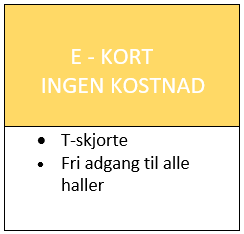 E - KORT
INGEN KOSTNAD
• T-skjorte
• Fri adgang til alle
haller